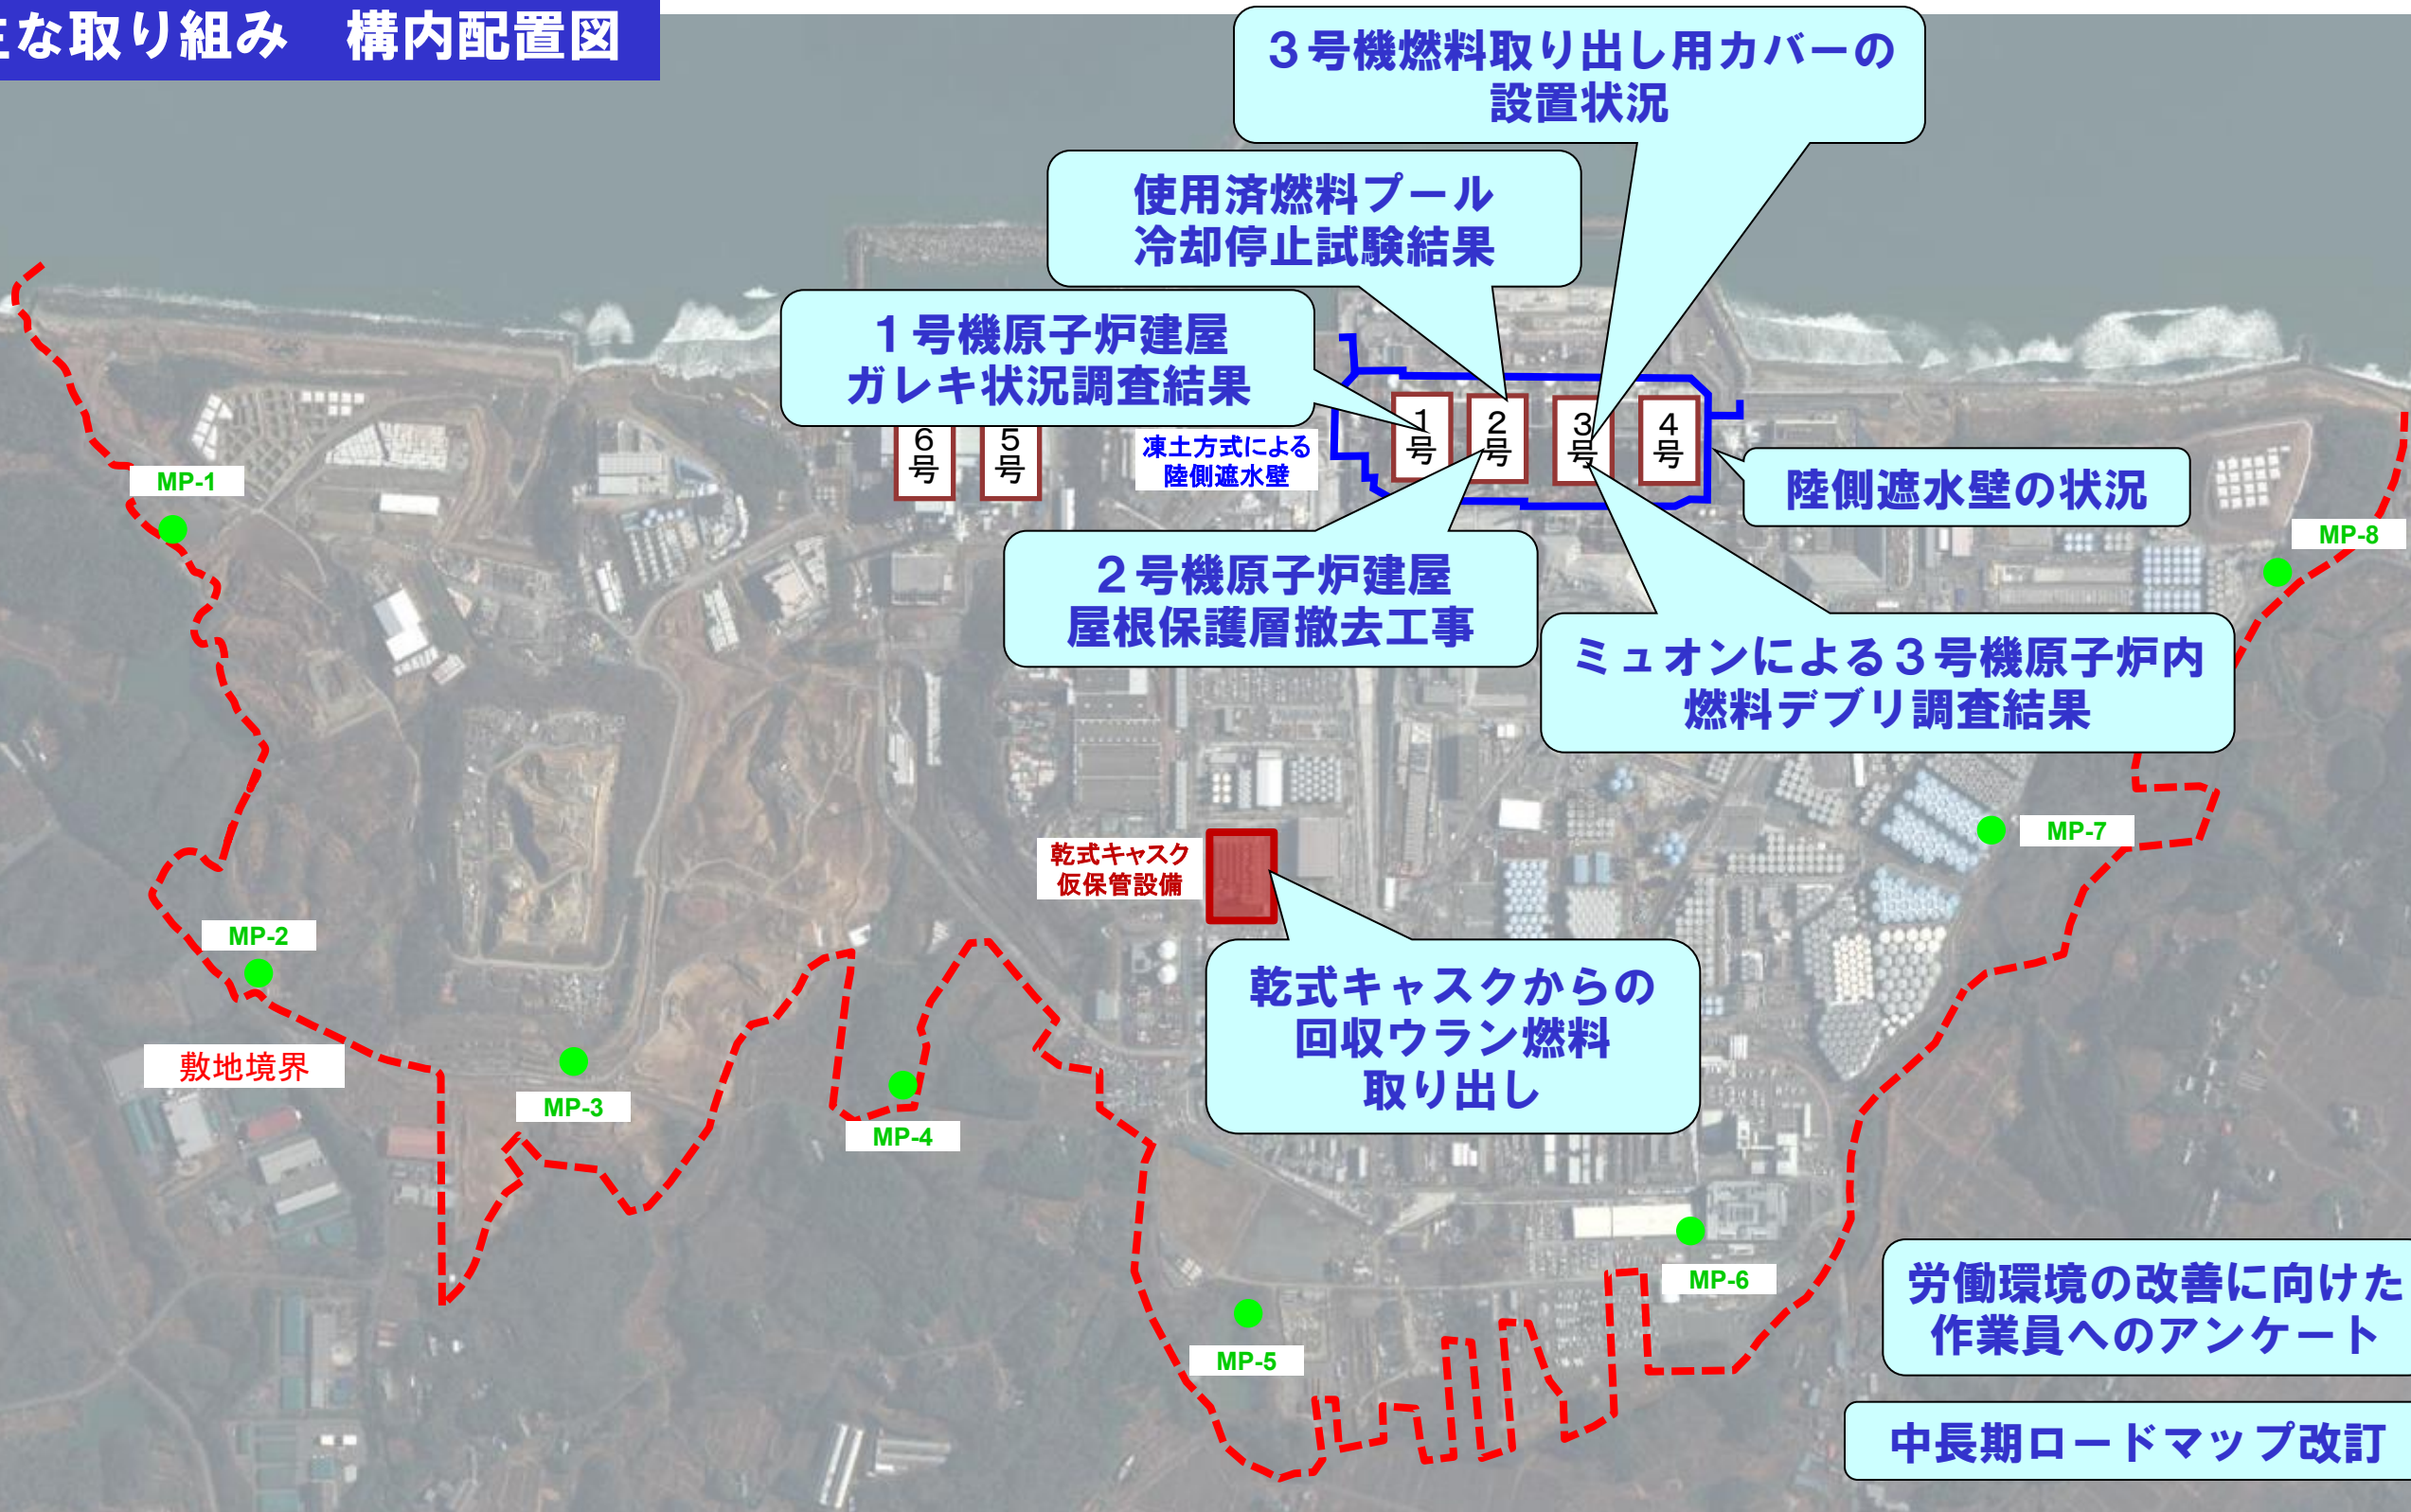 主な取り組み　構内配置図
３号機燃料取り出し用カバーの
設置状況
使用済燃料プール
冷却停止試験結果
１号機原子炉建屋
ガレキ状況調査結果
6号
5号
凍土方式による
陸側遮水壁
1号
2号
3号
4号
陸側遮水壁の状況
MP-1
MP-8
２号機原子炉建屋
屋根保護層撤去工事
ミュオンによる３号機原子炉内
燃料デブリ調査結果
MP-7
乾式キャスク
仮保管設備
MP-2
乾式キャスクからの
回収ウラン燃料
取り出し
敷地境界
MP-3
MP-4
MP-6
労働環境の改善に向けた
作業員へのアンケート
MP-5
中長期ロードマップ改訂